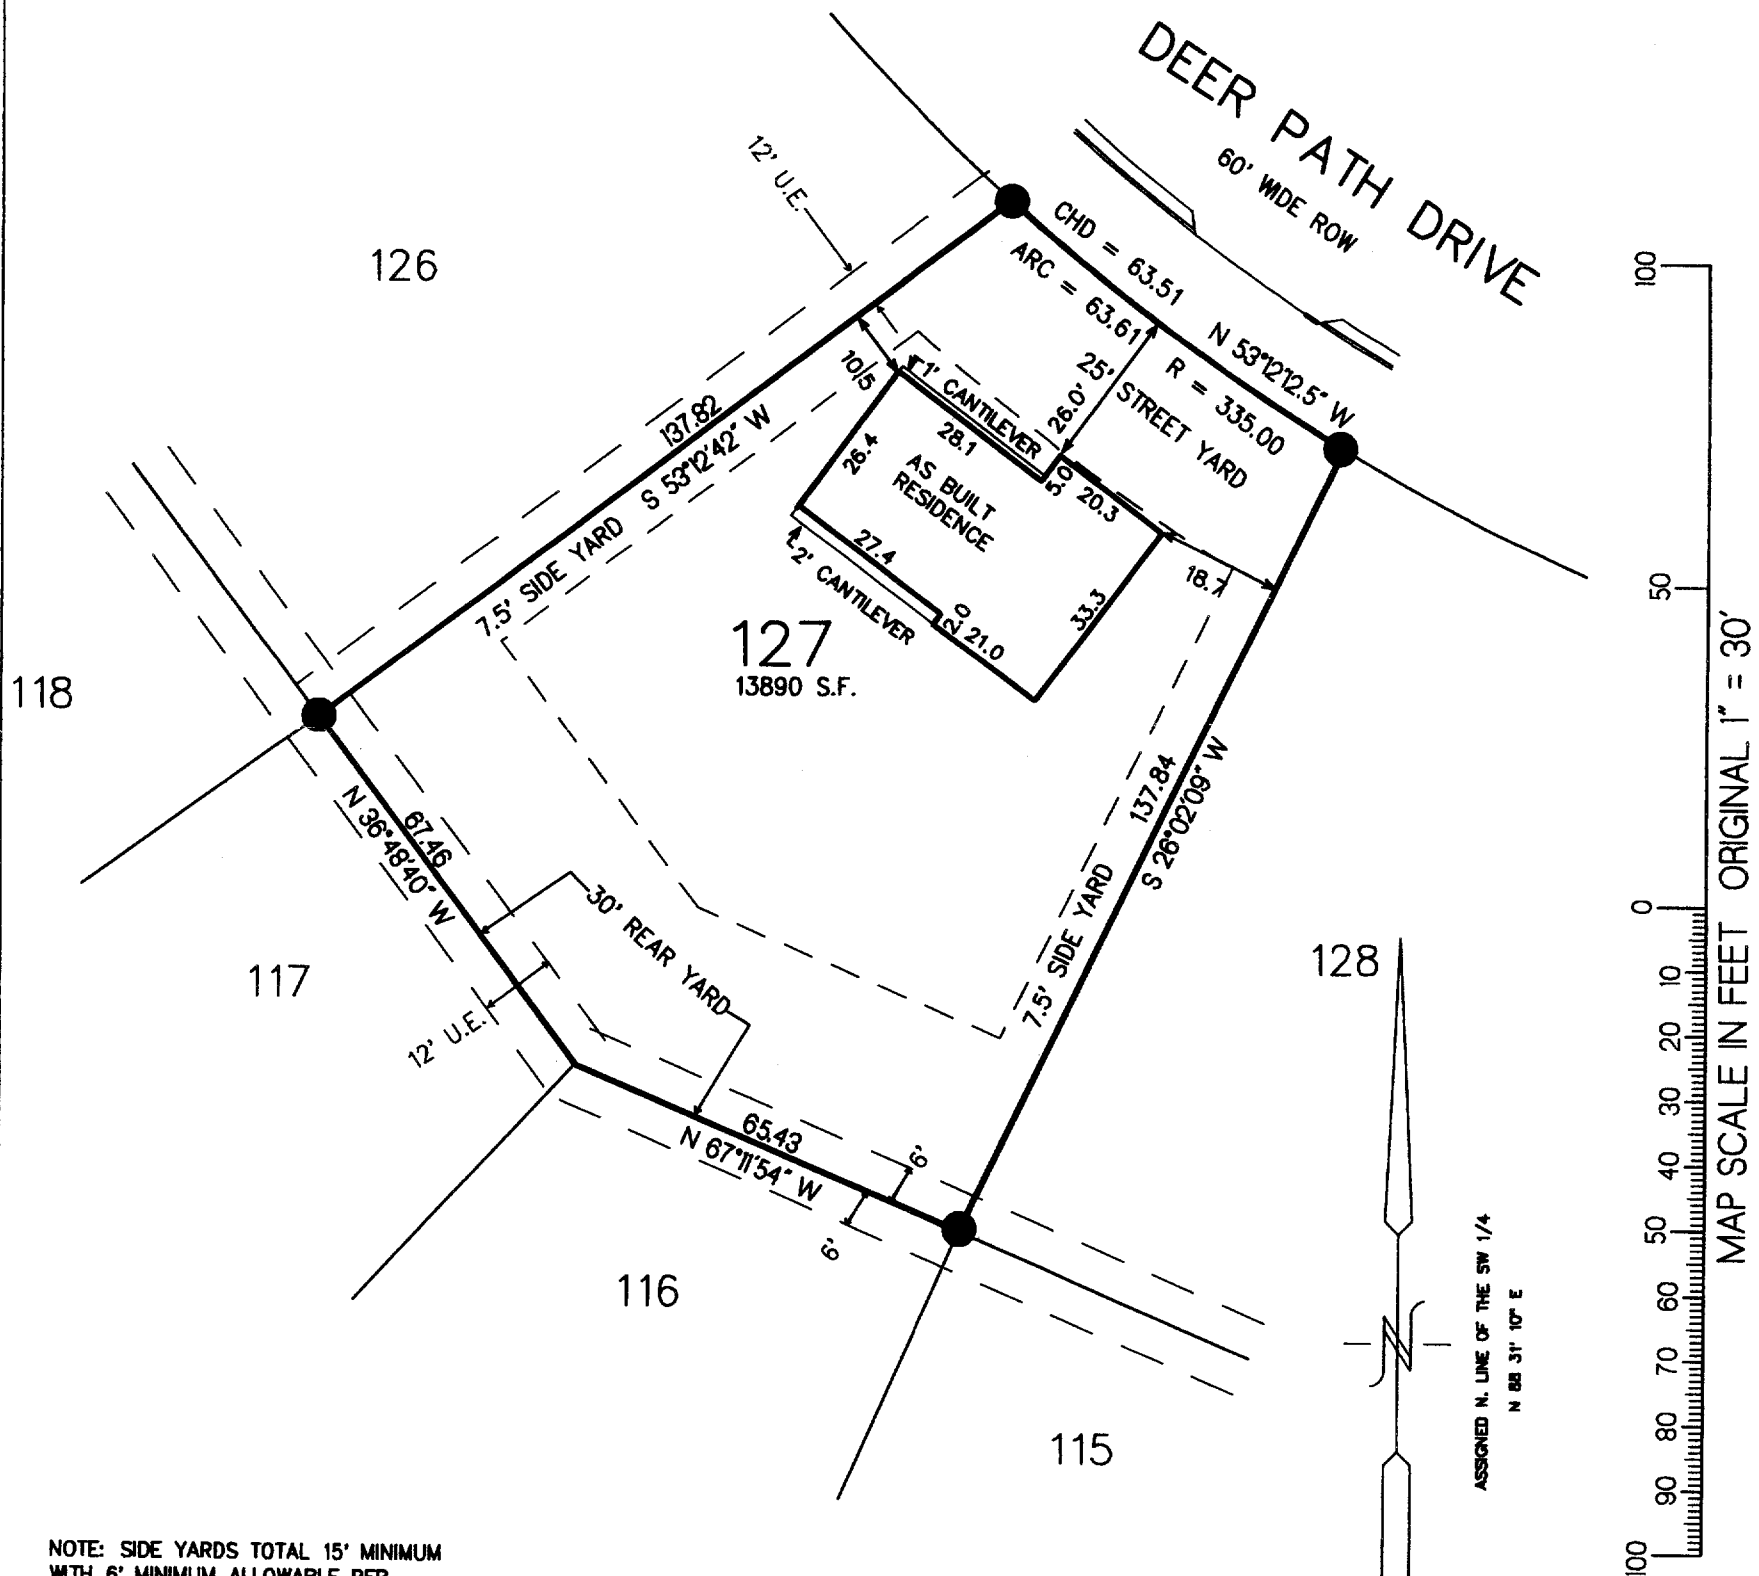 DEER PATH DRIVE
60' WIDE ROW
12' U.E.
126
CHD = 63.51
ARC = 63.61
N 53°12'12.5" W
R = 335.00
25' STREET YARD
26.0'
1' CANTILEVER
28.1
5.0
20.3
26.4
AS BUILT
RESIDENCE
27.4
2' CANTILEVER
2.0
21.0
33.3
18.7
137.82
S 53°12'42" W
7.5' SIDE YARD
127
13890 S.F.
118
137.84
S 26°02'09" W
7.5' SIDE YARD
67.46
N 36°48'40" W
30' REAR YARD
117
12' U.E.
128
65.43
N 67°11'54" W
6'
6'
116
115
N
ASSIGNED N. LINE OF THE SW 1/4
N 88 31' 10" E
100
50
0
10
20
30
40
50
60
70
80
90
100
MAP SCALE IN FEET ORIGINAL 1" = 30'
NOTE: SIDE YARDS TOTAL 15' MINIMUM
WITH 6' MINIMUM ALLOWABLE PER